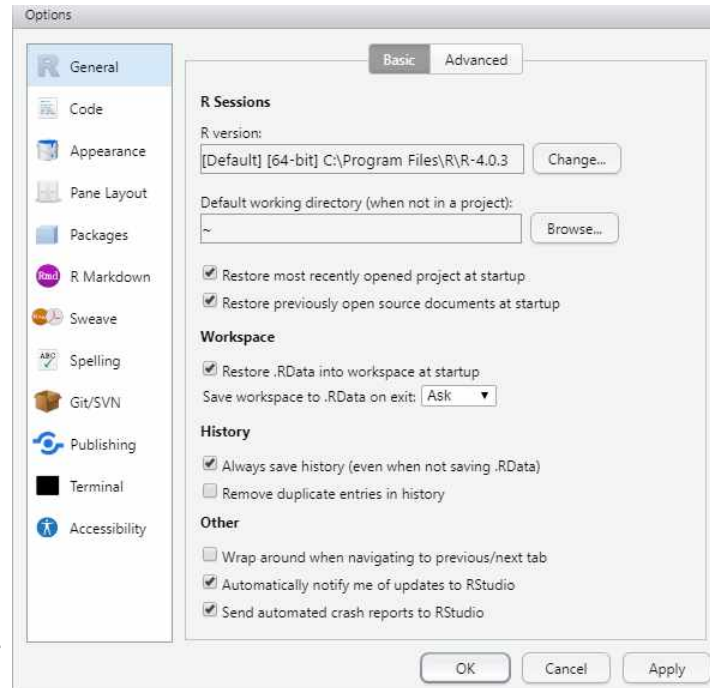 Options
General
Code
Appearance
Pane Layout
Packages
Rmd R Markdown
Sweave
ABC Spelling
Git/SVN
Publishing
Terminal
Accessibility
Basic Advanced
R Sessions
R version:
[Default] [64-bit] C:\Program Files\R\R-4.0.3 Change...
Default working directory (when not in a project):
~ Browse...
Restore most recently opened project at startup
Restore previously open source documents at startup
Workspace
Restore .RData into workspace at startup
Save workspace to .RData on exit: Ask
History
Always save history (even when not saving .RData)
Remove duplicate entries in history
Other
Wrap around when navigating to previous/next tab
Automatically notify me of updates to RStudio
Send automated crash reports to RStudio
OK Cancel Apply